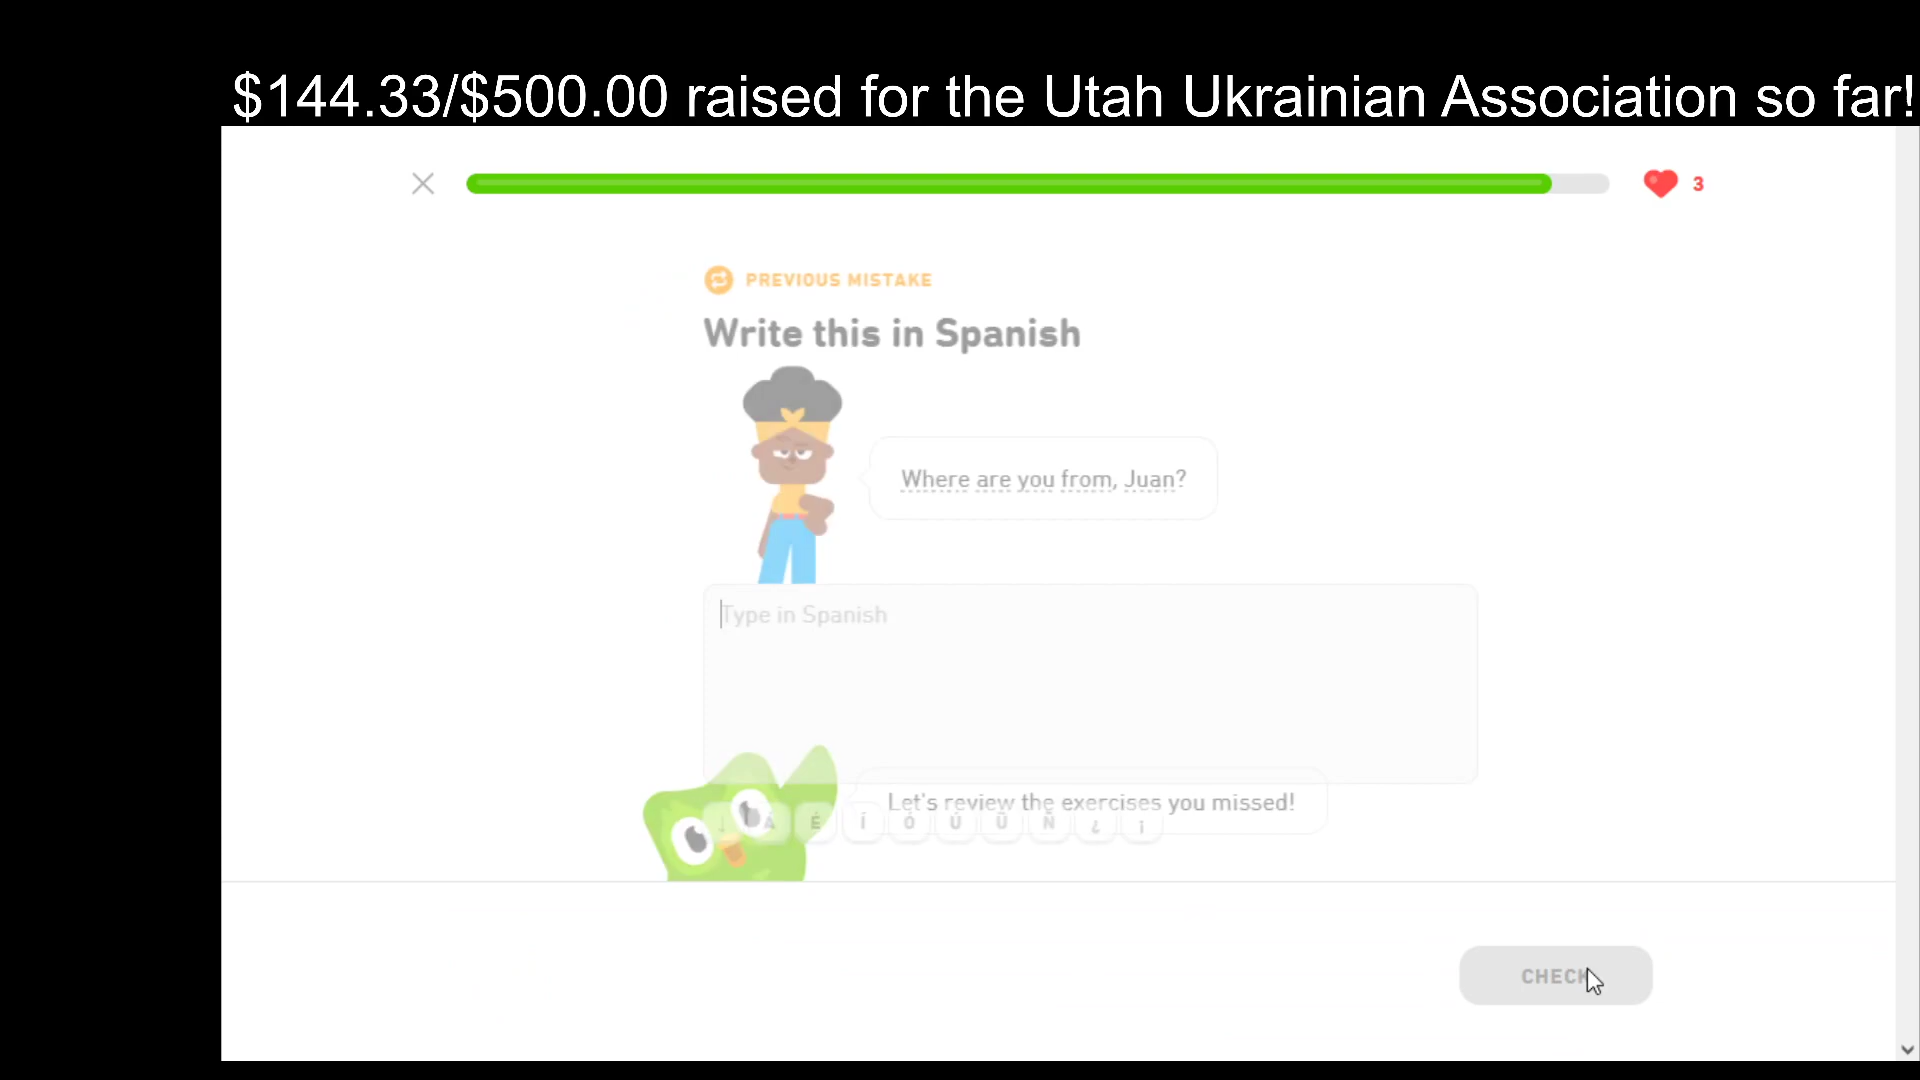 $144.33/$500.00 raised for the Utah Ukrainian Association so far!
3
PREVIOUS MISTAKE
Write this in Spanish
Where are you from, Juan?
Type in Spanish
Let's review the exercises you missed!
↓ Á É Í Ó Ú Ü Ñ ¿ ¡
CHECK